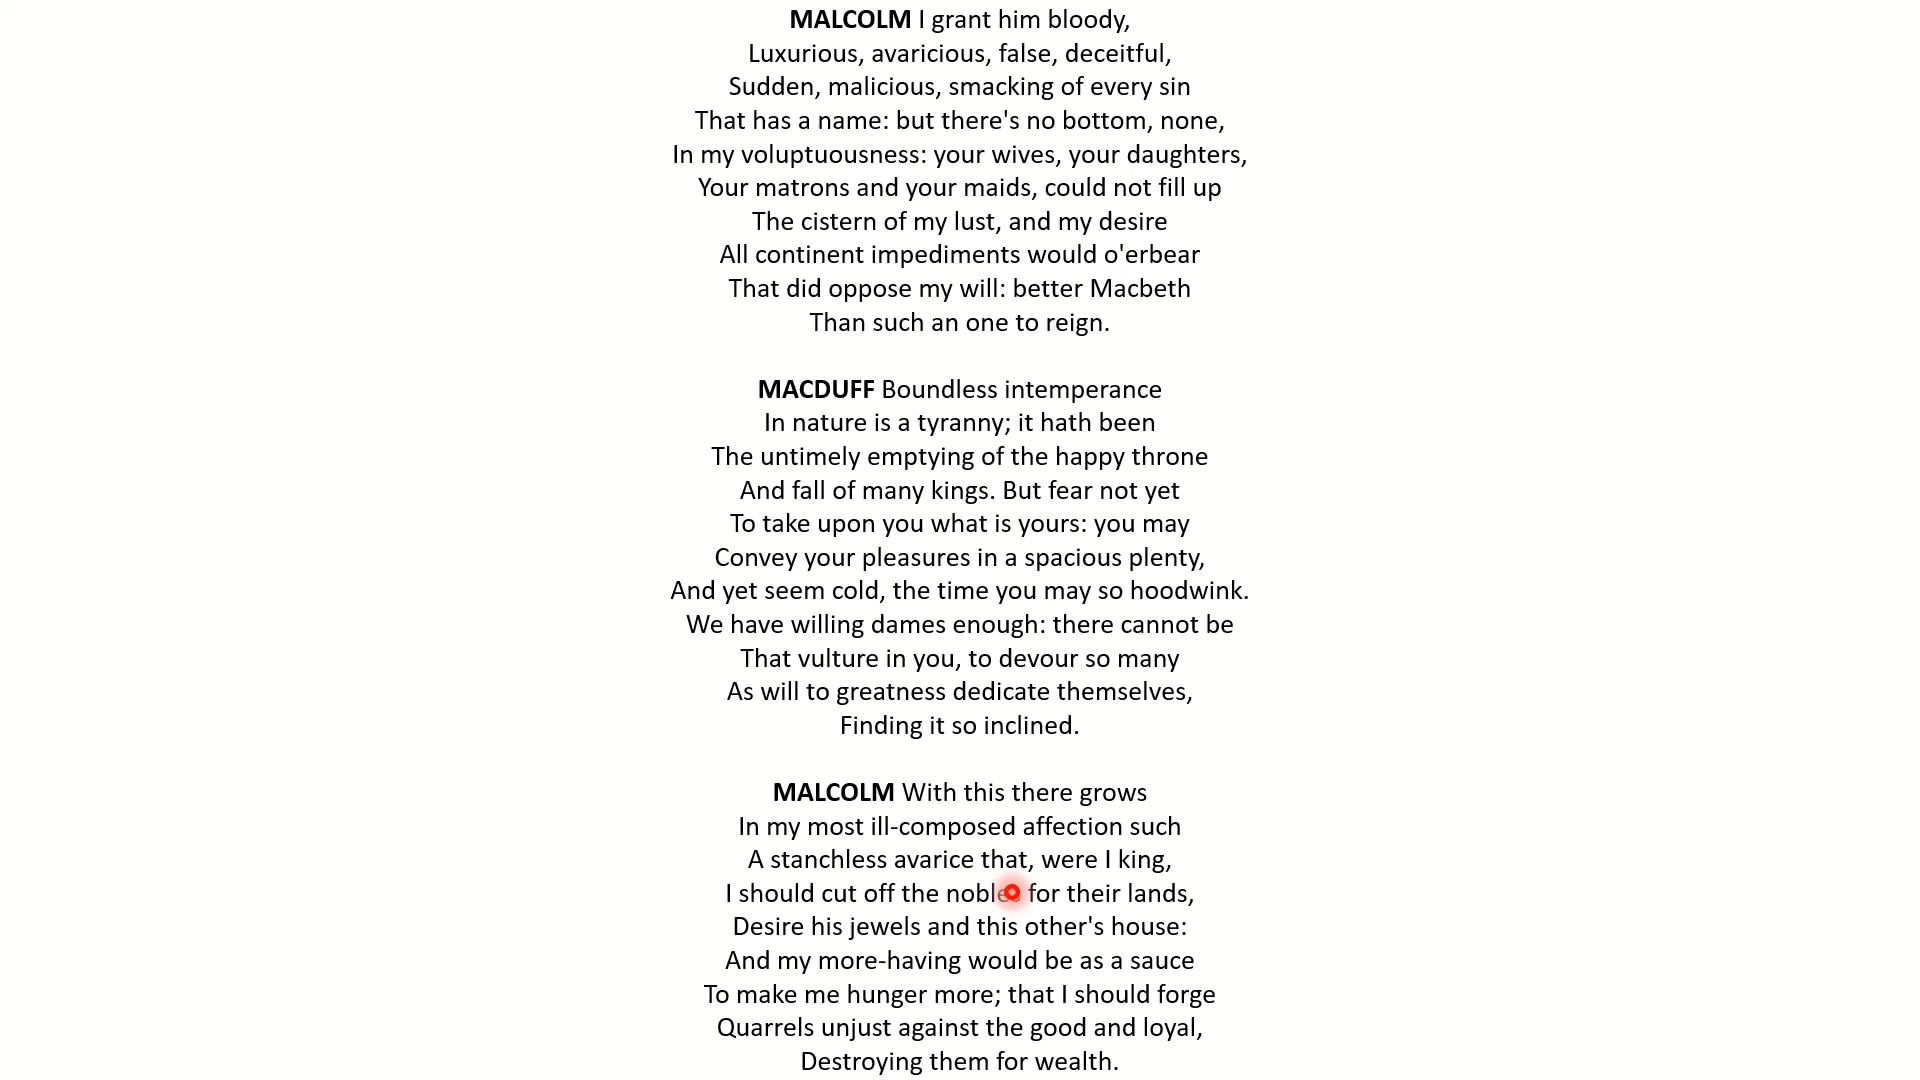 MALCOLM I grant him bloody,
Luxurious, avaricious, false, deceitful,
Sudden, malicious, smacking of every sin
That has a name: but there's no bottom, none,
In my voluptuousness: your wives, your daughters,
Your matrons and your maids, could not fill up
The cistern of my lust, and my desire
All continent impediments would o'erbear
That did oppose my will: better Macbeth
Than such an one to reign.
MACDUFF Boundless intemperance
In nature is a tyranny; it hath been
The untimely emptying of the happy throne
And fall of many kings. But fear not yet
To take upon you what is yours: you may
Convey your pleasures in a spacious plenty,
And yet seem cold, the time you may so hoodwink.
We have willing dames enough: there cannot be
That vulture in you, to devour so many
As will to greatness dedicate themselves,
Finding it so inclined.
MALCOLM With this there grows
In my most ill-composed affection such
A stanchless avarice that, were I king,
I should cut off the nobles for their lands,
Desire his jewels and this other's house:
And my more-having would be as a sauce
To make me hunger more; that I should forge
Quarrels unjust against the good and loyal,
Destroying them for wealth.